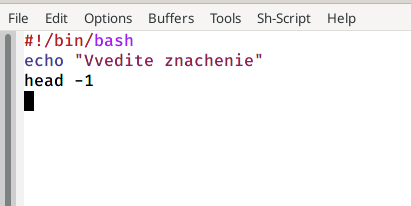 File Edit Options Buffers Tools Sh-Script Help
#!/bin/bash
echo "Vvedite znachenie"
head -1